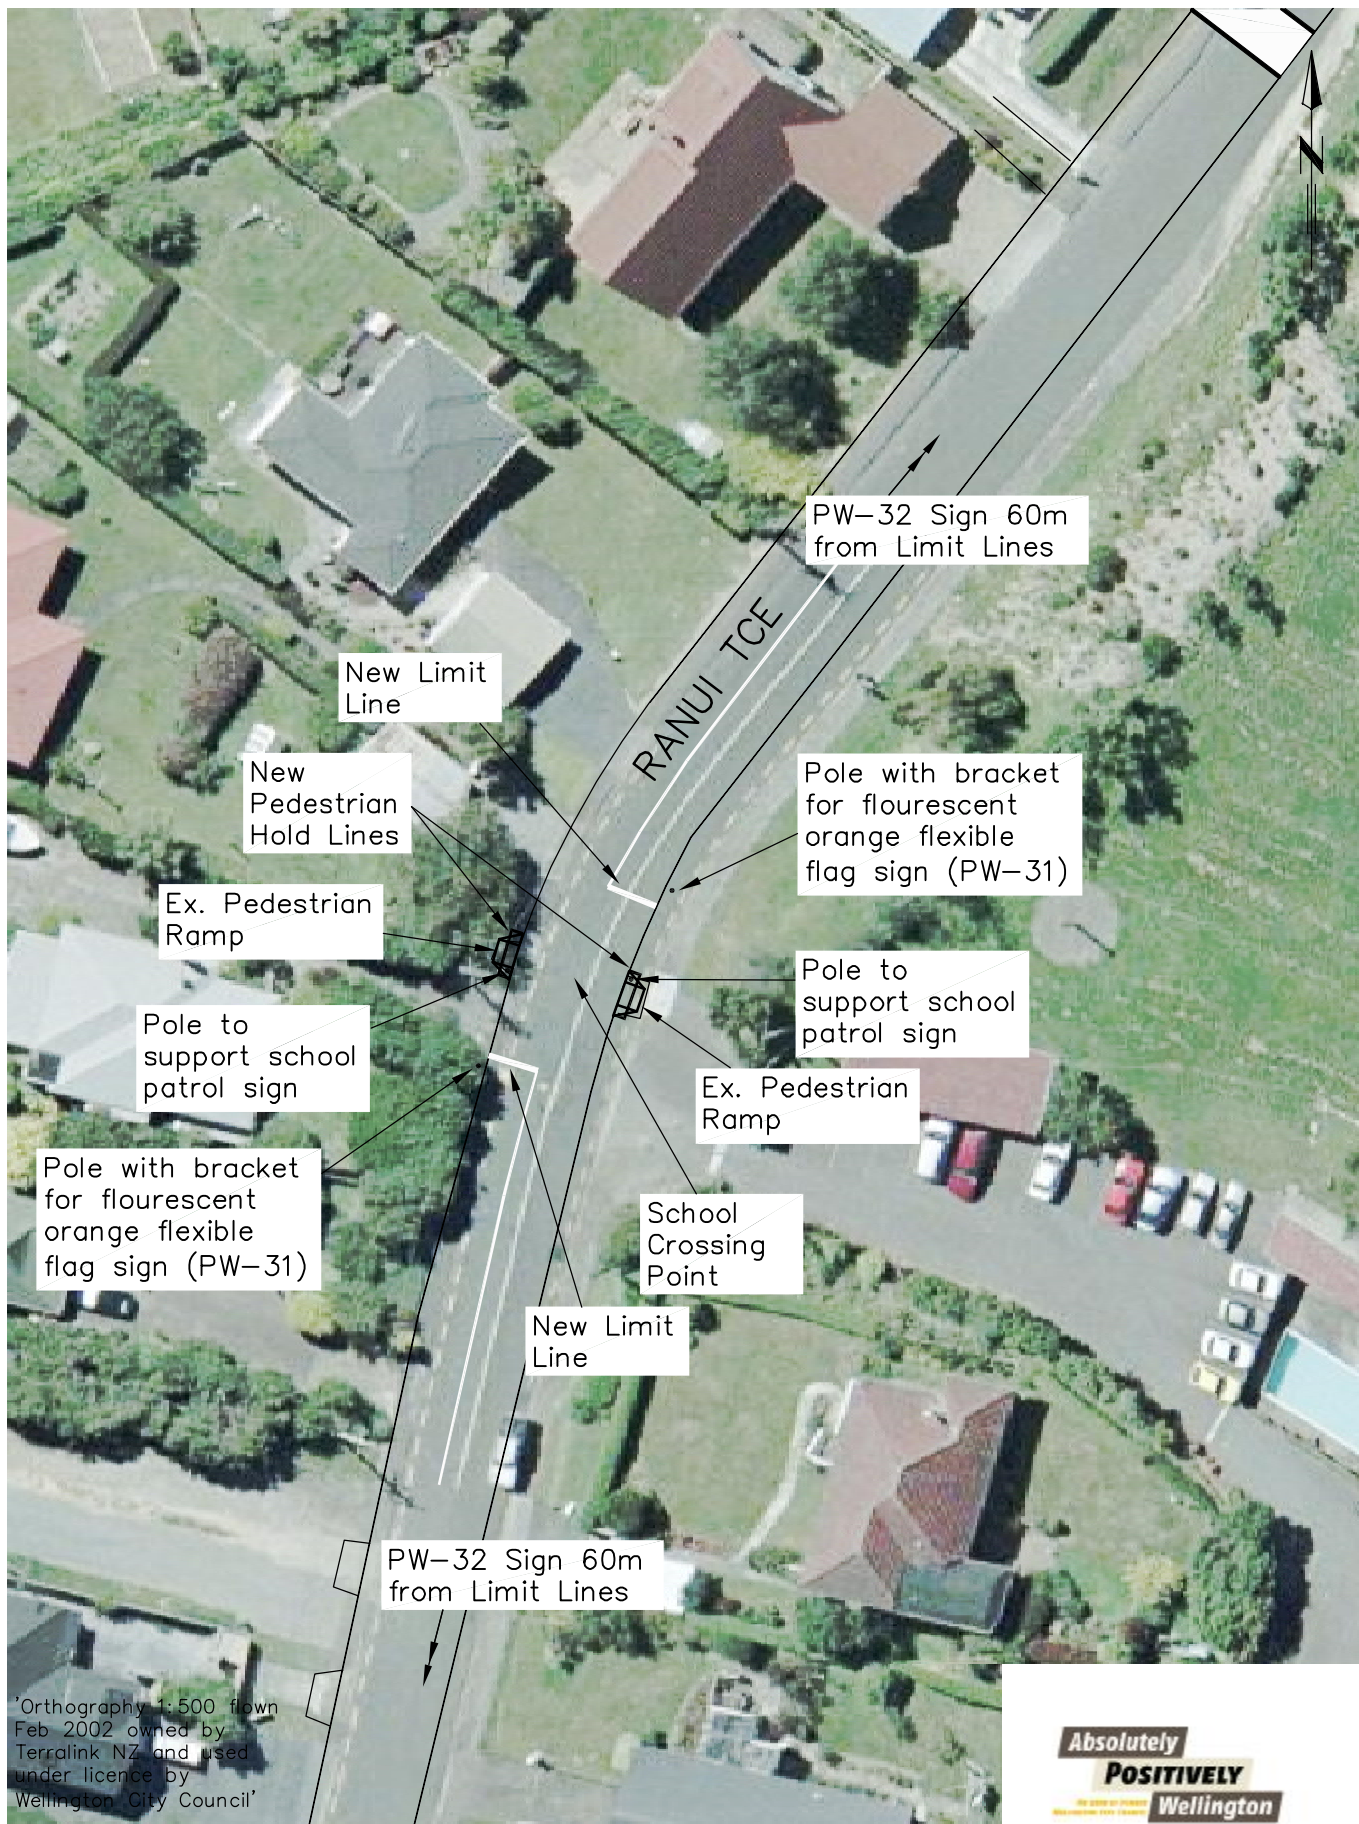 N
PW-32 Sign 60m
from Limit Lines
RANUI TCE
New Limit
Line
New
Pedestrian
Hold Lines
Pole with bracket
for flourescent
orange flexible
flag sign (PW-31)
Ex. Pedestrian
Ramp
Pole to
support school
patrol sign
Pole to
support school
patrol sign
Ex. Pedestrian
Ramp
Pole with bracket
for flourescent
orange flexible
flag sign (PW-31)
School
Crossing
Point
New Limit
Line
PW-32 Sign 60m
from Limit Lines
'Orthography 1:500 flown
Feb 2002 owned by
Terralink NZ and used
under licence by
Wellington City Council'
Absolutely
POSITIVELY
Wellington